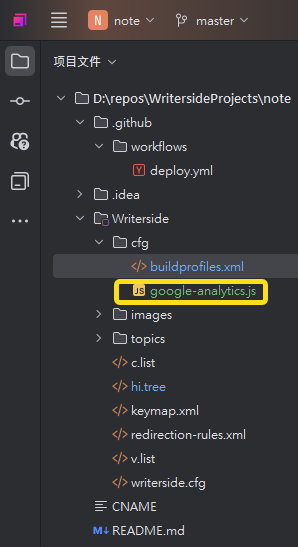 N note master
项目文件
D:\repos\WritersideProjects\note
.github
workflows
Y deploy.yml
.idea
Writerside
cfg
</> buildprofiles.xml
JS google-analytics.js
images
topics
</> c.list
</> hi.tree
</> keymap.xml
</> redirection-rules.xml
</> v.list
</> writerside.cfg
CNAME
M↓ README.md